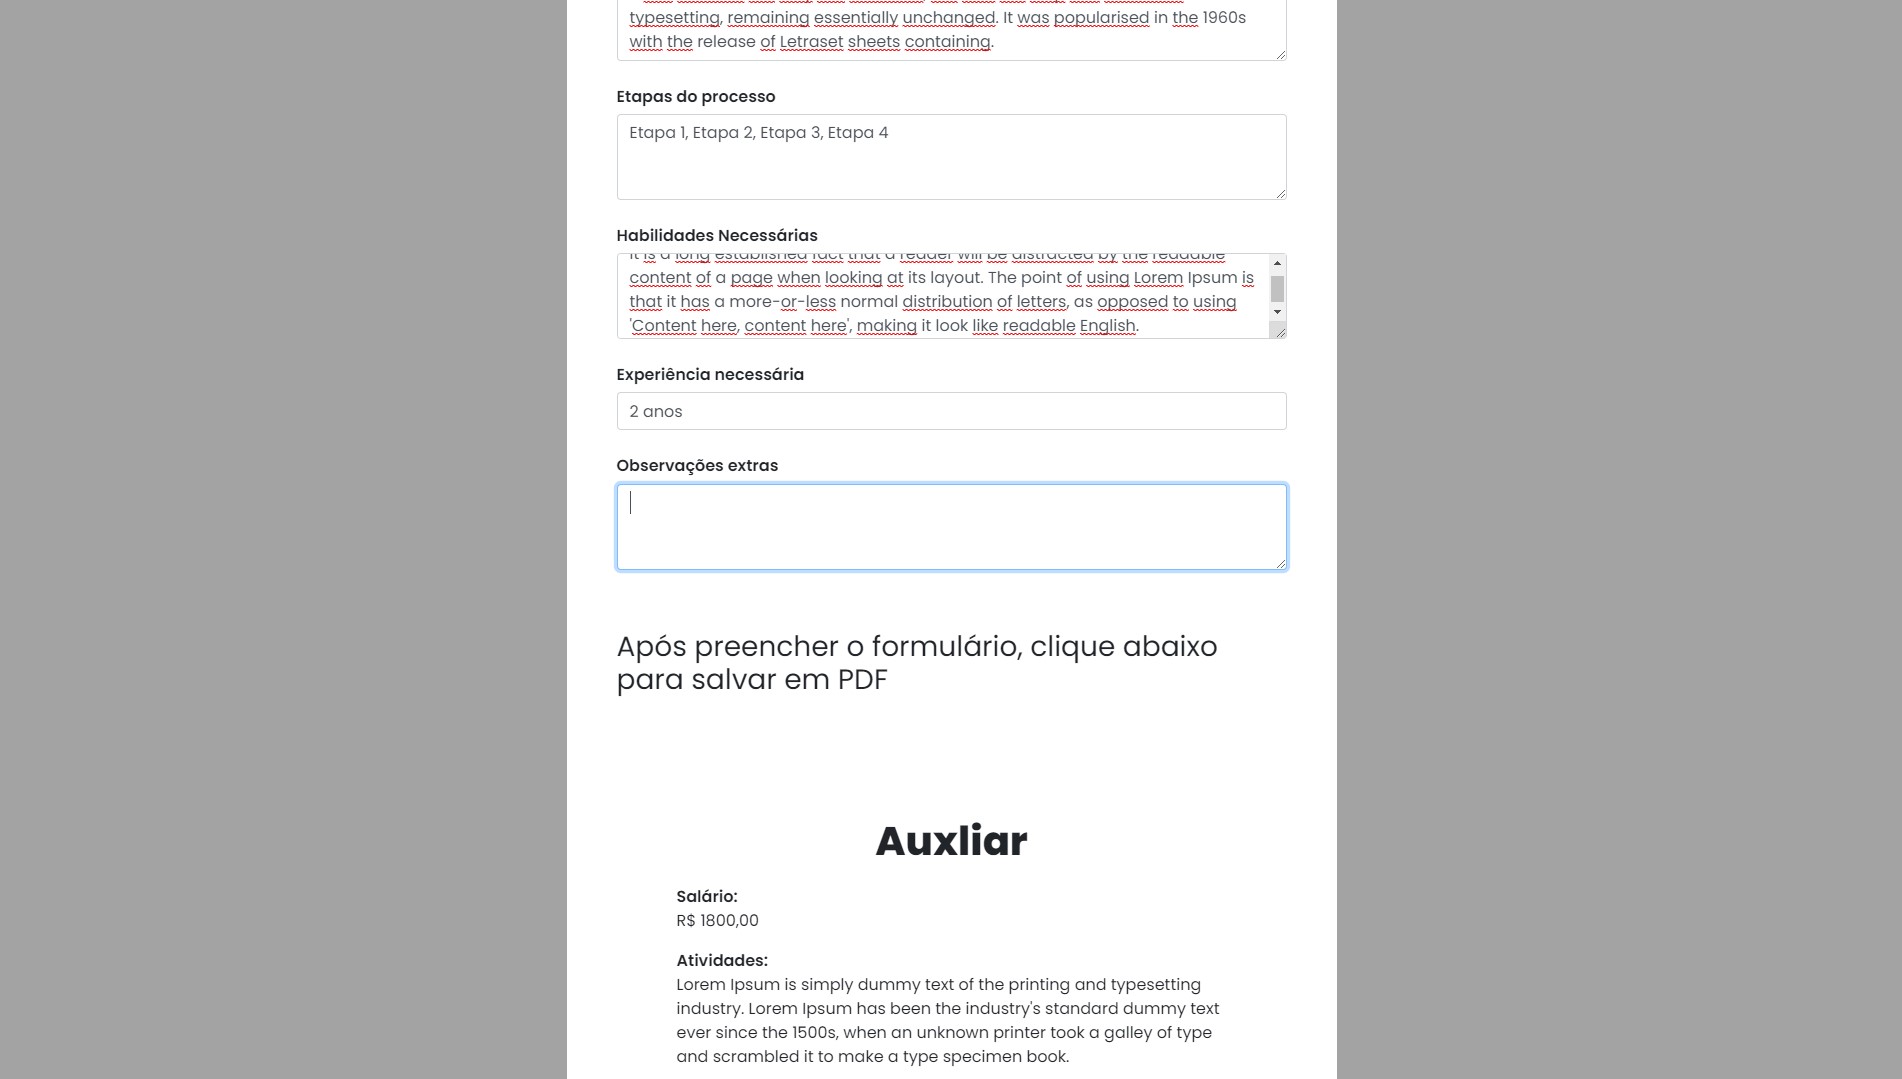 typesetting, remaining essentially unchanged. It was popularised in the 1960s
with the release of Letraset sheets containing.
Etapas do processo
Etapa 1, Etapa 2, Etapa 3, Etapa 4
Habilidades Necessárias
It is a long established fact that a reader will be distracted by the readable
content of a page when looking at its layout. The point of using Lorem Ipsum is
that it has a more-or-less normal distribution of letters, as opposed to using
'Content here, content here', making it look like readable English.
Experiência necessária
2 anos
Observações extras
Após preencher o formulário, clique abaixo
para salvar em PDF
Auxliar
Salário:
R$ 1800,00
Atividades:
Lorem Ipsum is simply dummy text of the printing and typesetting
industry. Lorem Ipsum has been the industry's standard dummy text
ever since the 1500s, when an unknown printer took a galley of type
and scrambled it to make a type specimen book.